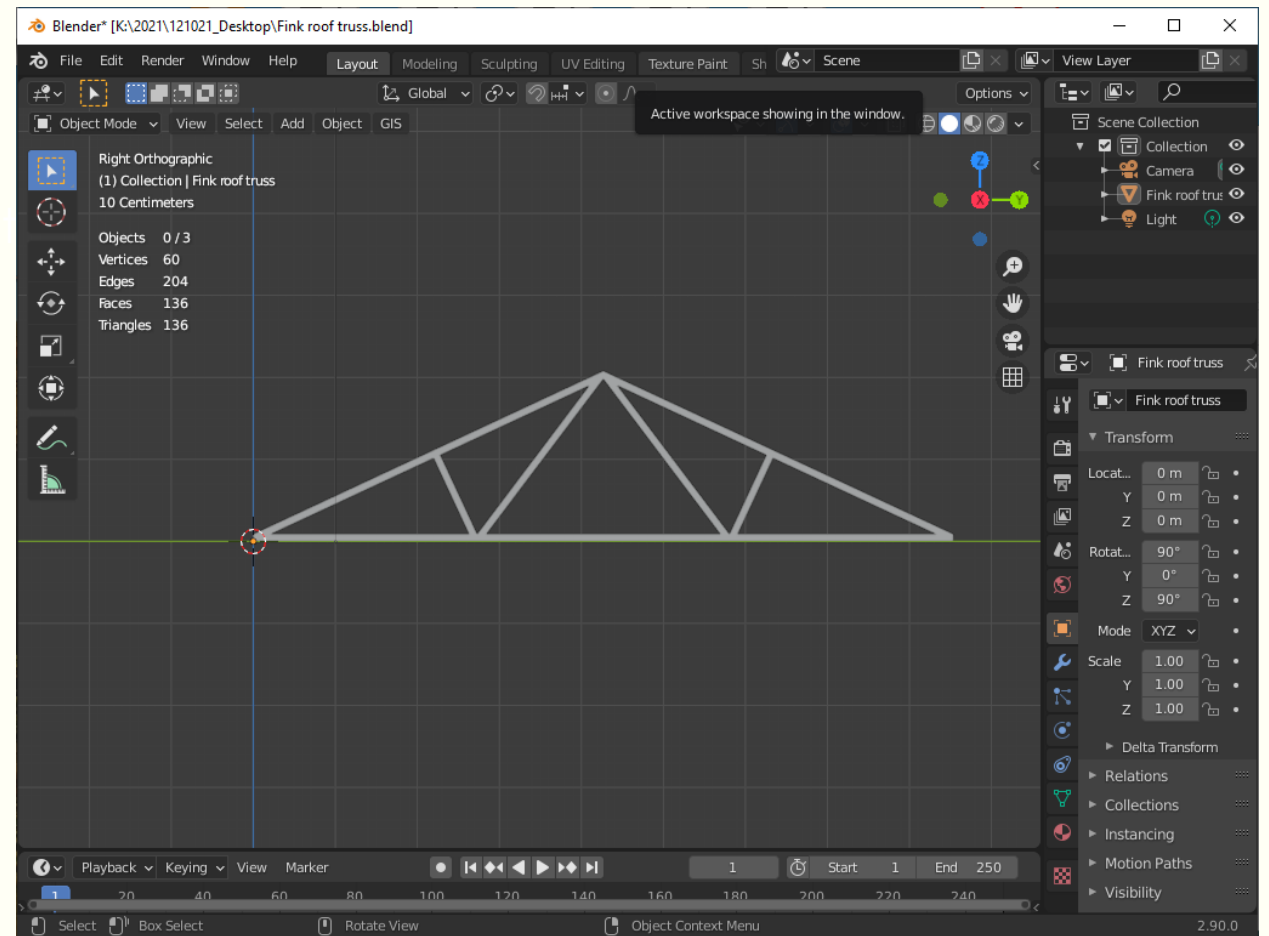 Blender* [K:\2021\121021_Desktop\Fink roof truss.blend]
File Edit Render Window Help Layout Modeling Sculpting UV Editing Texture Paint Sh Scene View Layer
Global Options
Active workspace showing in the window.
Object Mode View Select Add Object GIS
Right Orthographic
(1) Collection | Fink roof truss
10 Centimeters
Objects 0 / 3
Vertices 60
Edges 204
Faces 136
Triangles 136
Z
X
Y
Scene Collection
Collection
Camera
Fink roof trus
Light
Fink roof truss
Fink roof truss
Transform
Locat... 0 m
Y 0 m
Z 0 m
Rotat... 90°
Y 0°
Z 90°
Mode XYZ
Scale 1.00
Y 1.00
Z 1.00
Delta Transform
Relations
Collections
Instancing
Motion Paths
Visibility
Playback Keying View Marker 1 Start 1 End 250
1 20 40 60 80 100 120 140 160 180 200 220 240
Select Box Select Rotate View Object Context Menu 2.90.0